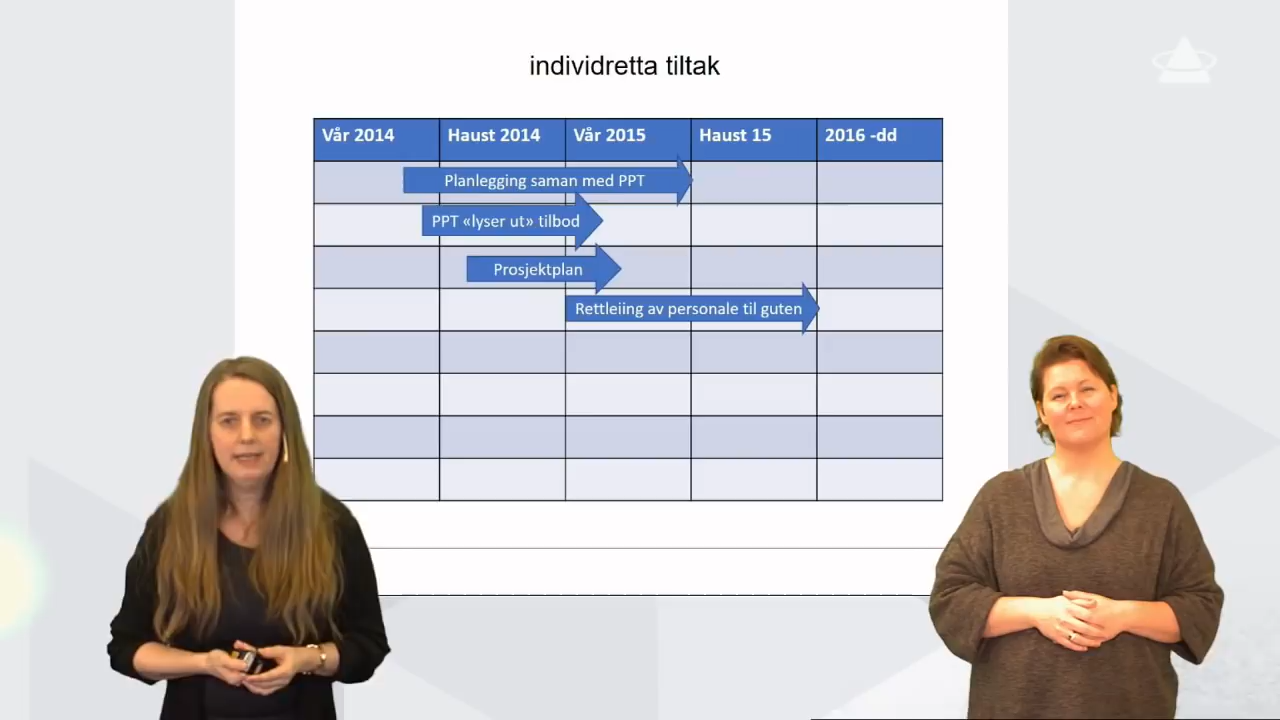 individretta tiltak
Vår 2014 Haust 2014 Vår 2015 Haust 15 2016 -dd
Planlegging saman med PPT
PPT «lyser ut» tilbod
Prosjektplan
Rettleiing av personale til guten